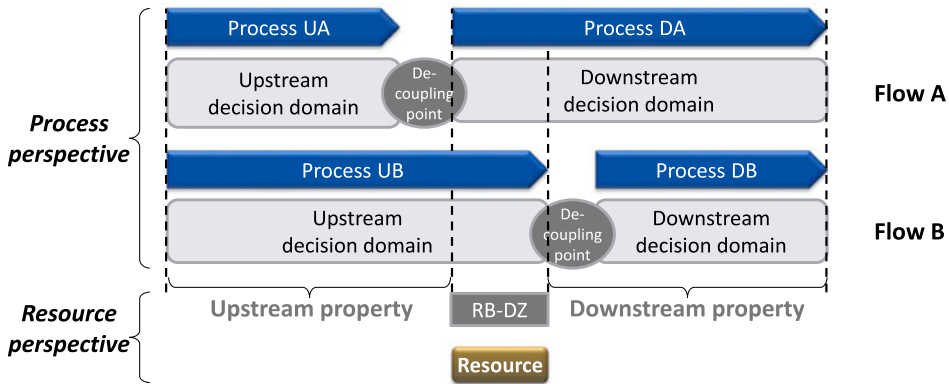 Process UA
Process DA
Upstream
decision domain
De-
coupling
point
Downstream
decision domain
Flow A
Process
perspective
Process UB
Process DB
Upstream
decision domain
De-
coupling
point
Downstream
decision domain
Flow B
Upstream property
RB-DZ
Downstream property
Resource
perspective
Resource